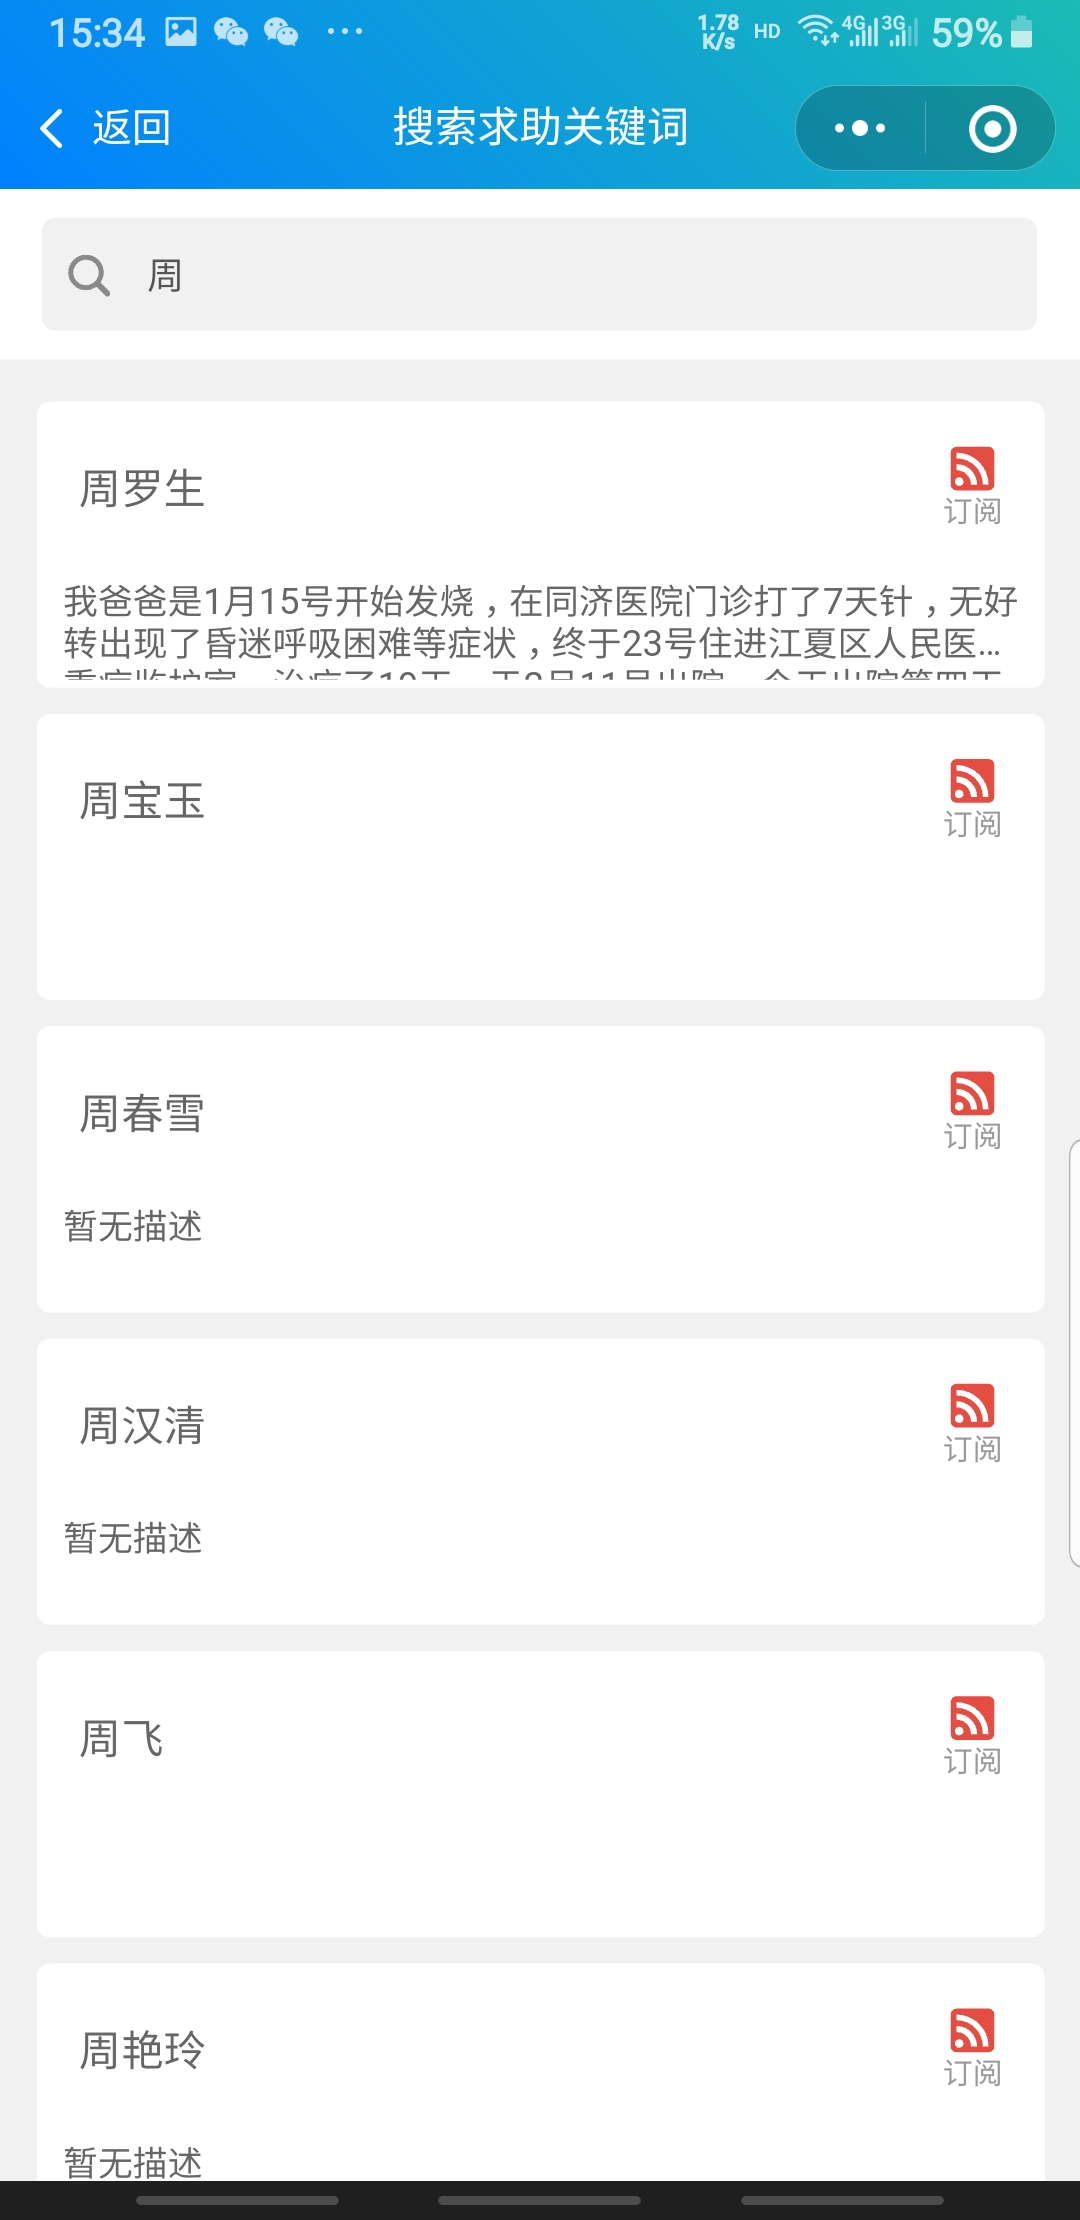 15:34
1.78 K/s HD 4G 3G 59%
返回 搜索求助关键词
周
周罗生
订阅
我爸爸是1月15号开始发烧，在同济医院门诊打了7天针，无好
转出现了昏迷呼吸困难等症状，终于23号住进江夏区人民医...
周宝玉
订阅
周春雪
订阅
暂无描述
周汉清
订阅
暂无描述
周飞
订阅
周艳玲
订阅
暂无描述